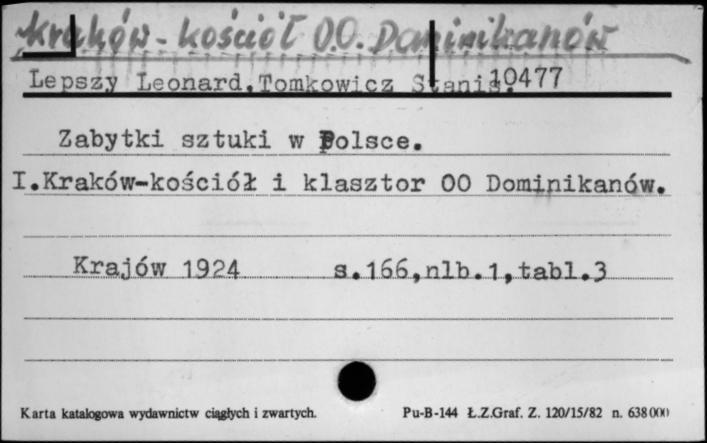 Kraków - kościół O.O. Dominikanów
Lepszy Leonard, Tomkowicz Stanis. 10477
Zabytki sztuki w Polsce.
I.Kraków-kościół i klasztor OO Dominikanów.
Krajów 1924 s.166,nlb.1,tabl.3
Karta katalogowa wydawnictw ciągłych i zwartych. Pu-B-144 Ł.Z.Graf. Z. 120/15/82 n. 638000